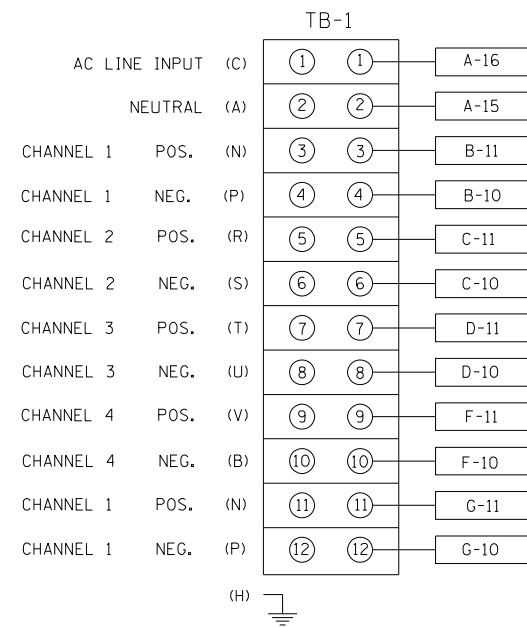 TB-1
AC LINE INPUT (C) 1 1 A-16
NEUTRAL (A) 2 2 A-15
CHANNEL 1 POS. (N) 3 3 B-11
CHANNEL 1 NEG. (P) 4 4 B-10
CHANNEL 2 POS. (R) 5 5 C-11
CHANNEL 2 NEG. (S) 6 6 C-10
CHANNEL 3 POS. (T) 7 7 D-11
CHANNEL 3 NEG. (U) 8 8 D-10
CHANNEL 4 POS. (V) 9 9 F-11
CHANNEL 4 NEG. (B) 10 10 F-10
CHANNEL 1 POS. (N) 11 11 G-11
CHANNEL 1 NEG. (P) 12 12 G-10
(H)